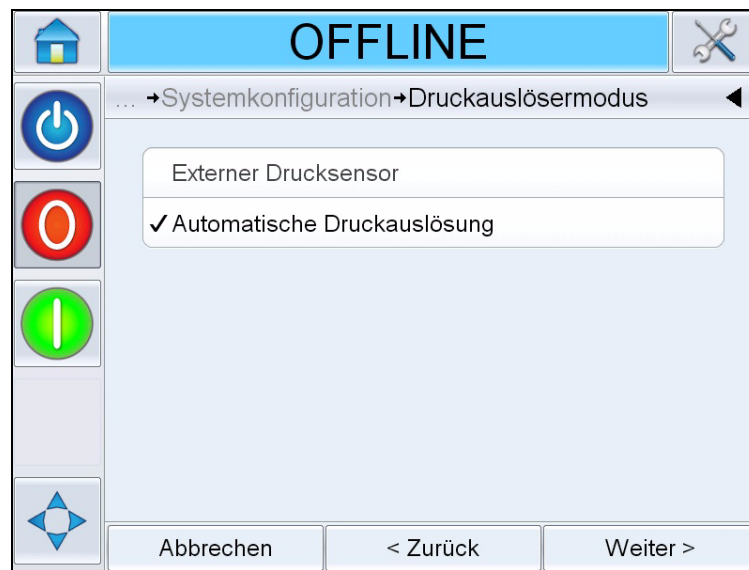 OFFLINE
... →Systemkonfiguration→Druckauslösermodus
Externer Drucksensor
✓ Automatische Druckauslösung
Abbrechen
< Zurück
Weiter >